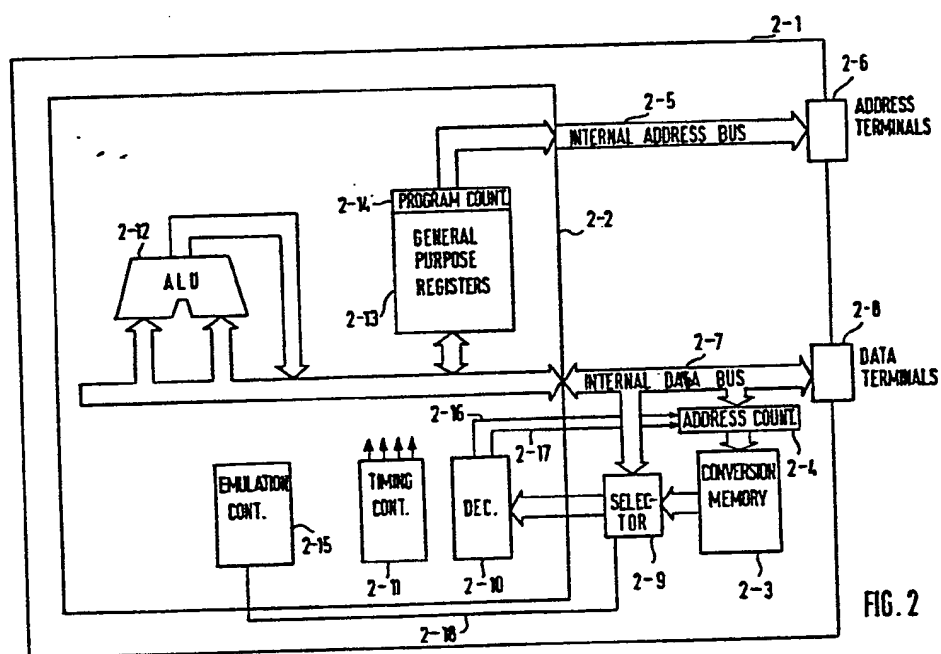 2-1
2-6
ADDRESS
TERMINALS
2-5
INTERNAL ADDRESS BUS
2-14
PROGRAM COUNT.
2-2
2-12
ALU
GENERAL
PURPOSE
REGISTERS
2-13
2-8
DATA
TERMINALS
2-7
INTERNAL DATA BUS
2-16
2-17
ADDRESS COUNT.
2-4
EMULATION
CONT.
2-15
TIMING
CONT.
2-11
DEC.
2-10
SELEC-
TOR
2-9
CONVERSION
MEMORY
2-3
2-18
FIG. 2